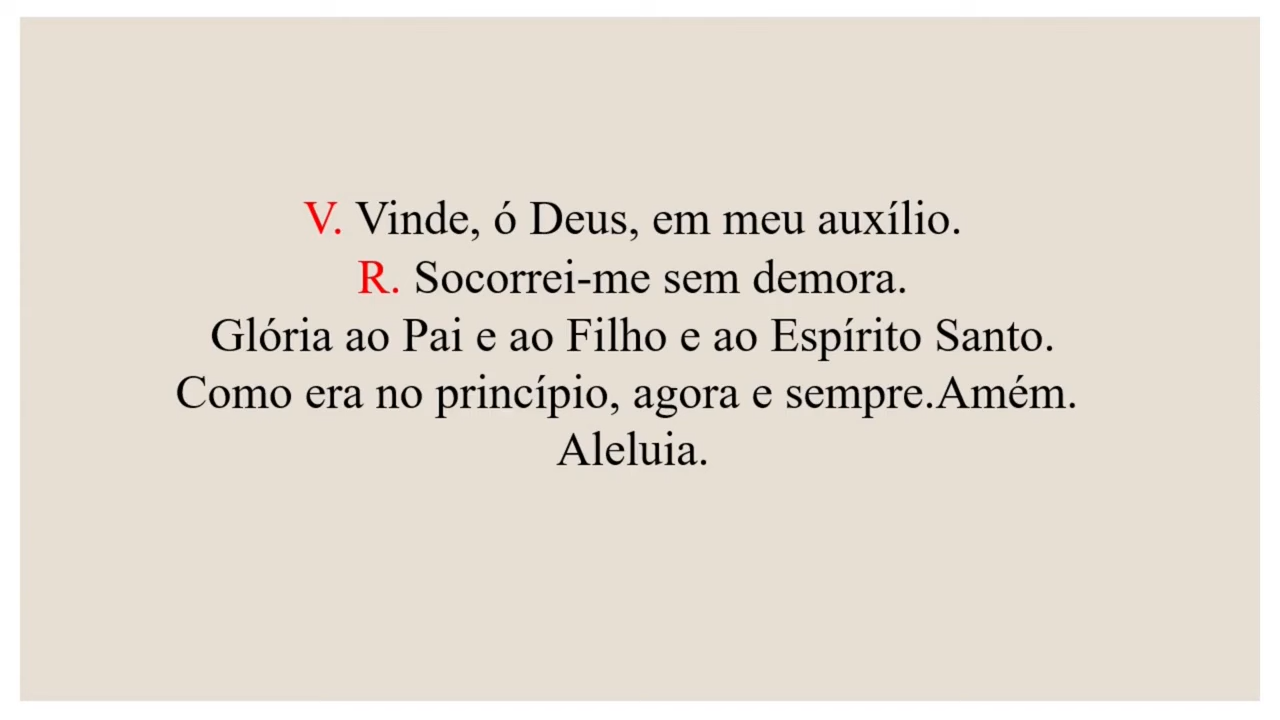 V. Vinde, ó Deus, em meu auxílio.
R. Socorrei-me sem demora.
Glória ao Pai e ao Filho e ao Espírito Santo.
Como era no princípio, agora e sempre.Amém.
Aleluia.